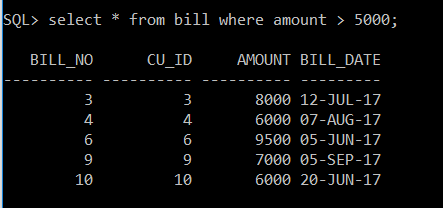 SQL> select * from bill where amount > 5000;
BILL_NO CU_ID AMOUNT BILL_DATE
---------- ---------- ---------- ---------
3 3 8000 12-JUL-17
4 4 6000 07-AUG-17
6 6 9500 05-JUN-17
9 9 7000 05-SEP-17
10 10 6000 20-JUN-17